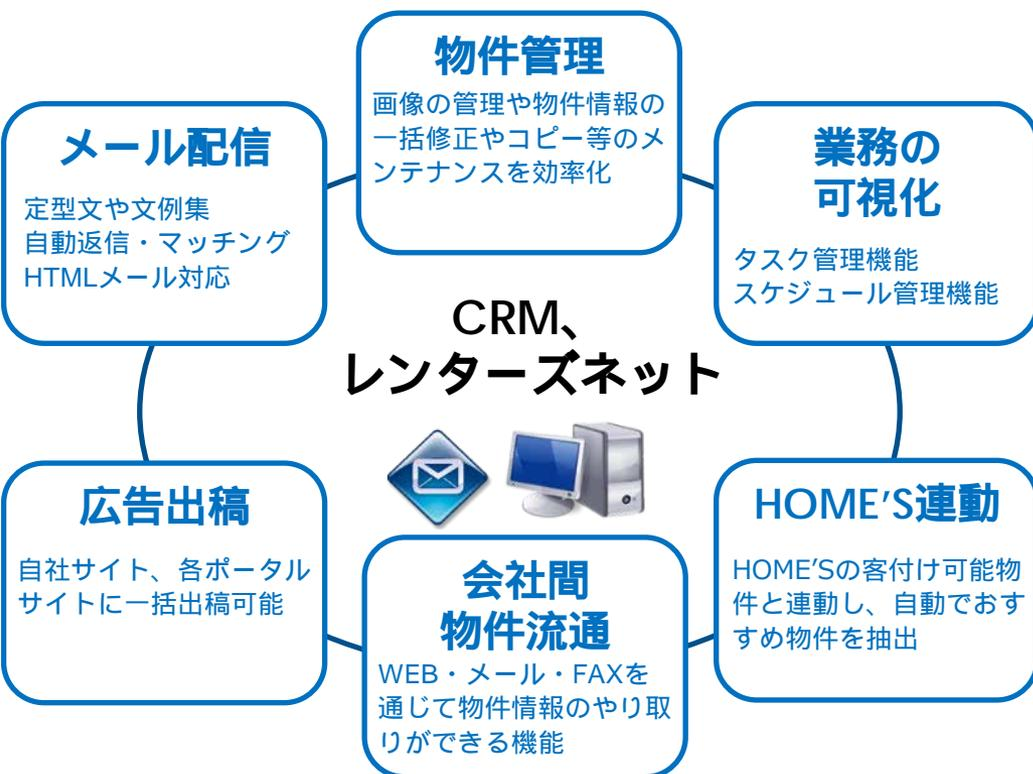 物件管理
画像の管理や物件情報の
一括修正やコピー等のメ
ンテナンスを効率化
メール配信
定型文や文例集
自動返信・マッチング
HTMLメール対応
業務の
可視化
タスク管理機能
スケジュール管理機能
CRM、
レンターズネット
広告出稿
自社サイト、各ポータル
サイトに一括出稿可能
会社間
物件流通
WEB・メール・FAXを
通じて物件情報のやり取
りができる機能
HOME'S連動
HOME'Sの客付け可能物
件と連動し、自動でおす
すめ物件を抽出